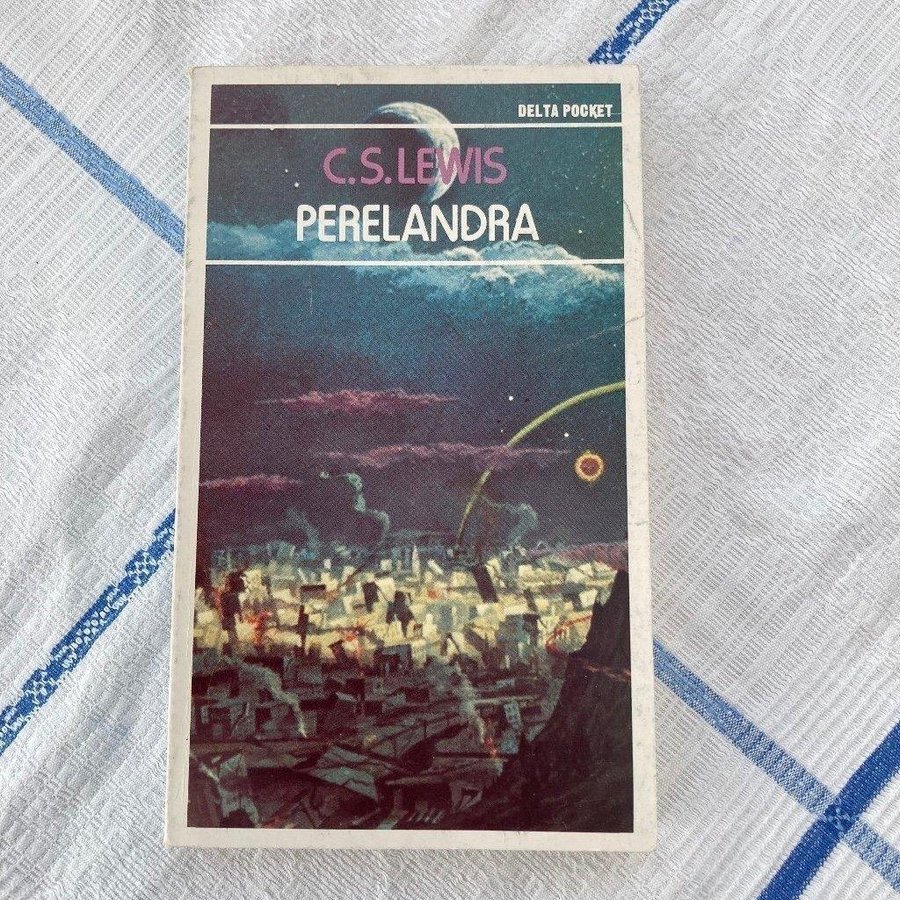 DELTA POCKET
C.S. LEWIS
PERELANDRA